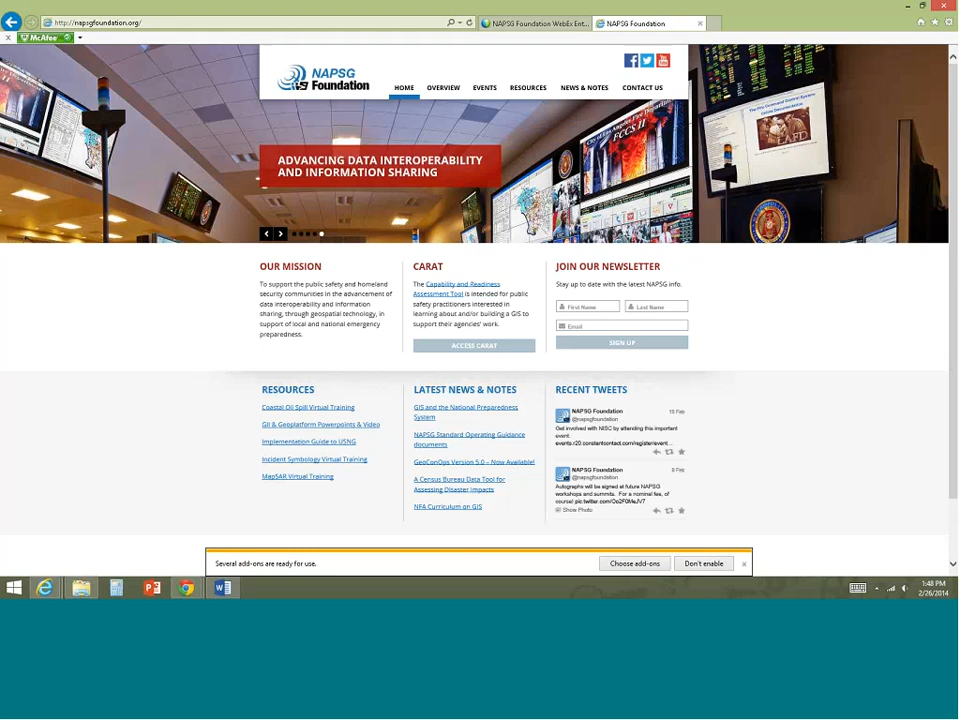 http://napsgfoundation.org/
NAPSG Foundation WebEx Ent...
NAPSG Foundation
McAfee
NAPSG
Foundation
HOME
OVERVIEW
EVENTS
RESOURCES
NEWS & NOTES
CONTACT US
FCCS II
LAFD
ADVANCING DATA INTEROPERABILITY
AND INFORMATION SHARING
OUR MISSION
To support the public safety and homeland
security communities in the advancement of
data interoperability and information
sharing, through geospatial technology, in
support of local and national emergency
preparedness.
CARAT
The Capability and Readiness
Assessment Tool is intended for public
safety practitioners interested in
learning about and/or building a GIS to
support their agencies' work.
ACCESS CARAT
JOIN OUR NEWSLETTER
Stay up to date with the latest NAPSG info.
First Name
Last Name
Email
SIGN UP
RESOURCES
Coastal Oil Spill Virtual Training
GII & Geoplatform Powerpoints & Video
Implementation Guide to USNG
Incident Symbology Virtual Training
MapSAR Virtual Training
LATEST NEWS & NOTES
GIS and the National Preparedness
System
NAPSG Standard Operating Guidance
documents
GeoConOps Version 5.0 – Now Available!
A Census Bureau Data Tool for
Assessing Disaster Impacts
NFA Curriculum on GIS
RECENT TWEETS
NAPSG Foundation
@napsgfoundation
Get involved with NISC by attending this important
event.
events.r20.constantcontact.com/register/event...
NAPSG Foundation
8 Feb
@napsgfoundation
Autographs will be signed at future NAPSG
workshops and summits. For a nominal fee, of
Show Photo
Several add-ons are ready for use.
Choose add-ons
Don't enable
1:48 PM
2/26/2014